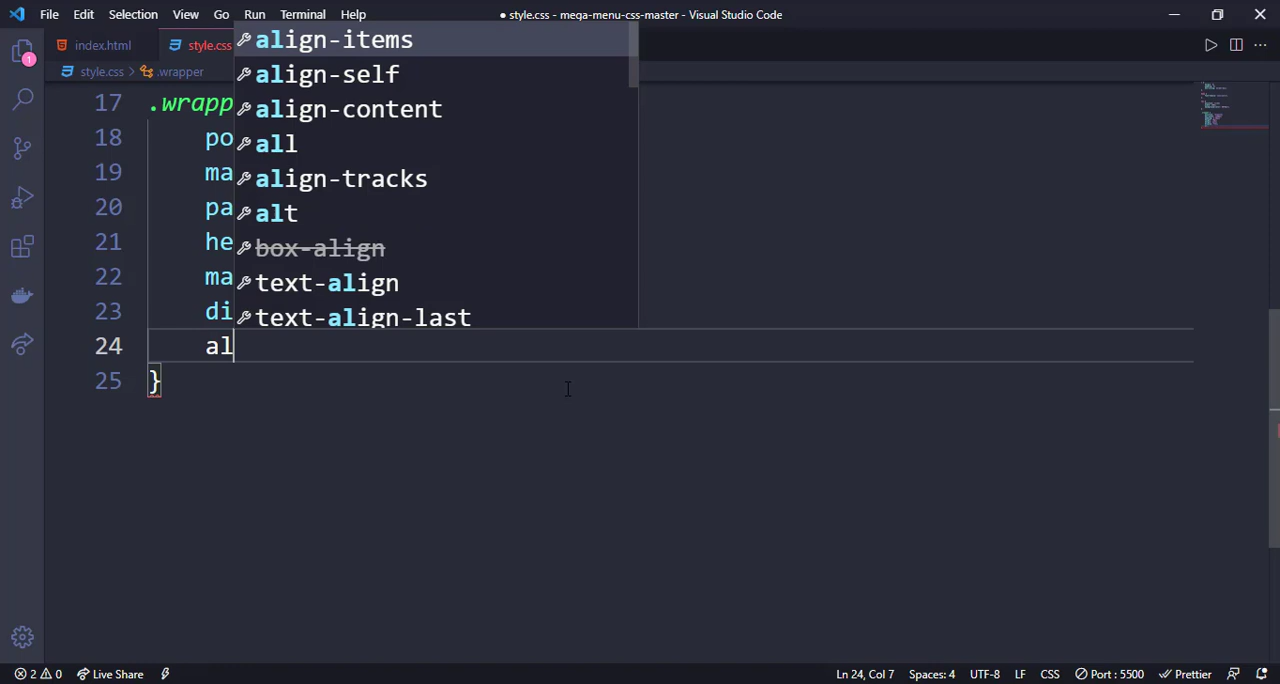 File Edit Selection View Go Run Terminal Help
● style.css - mega-menu-css-master - Visual Studio Code
index.html style.css
style.css > .wrapper
17 .wrapp
18 po
19 ma
20 pa
21 he
22 ma
23 di
24 al
25 }
align-items
align-self
align-content
all
align-tracks
alt
box-align
text-align
text-align-last
1
2 0 Live Share
Ln 24, Col 7 Spaces: 4 UTF-8 LF CSS Port : 5500 Prettier